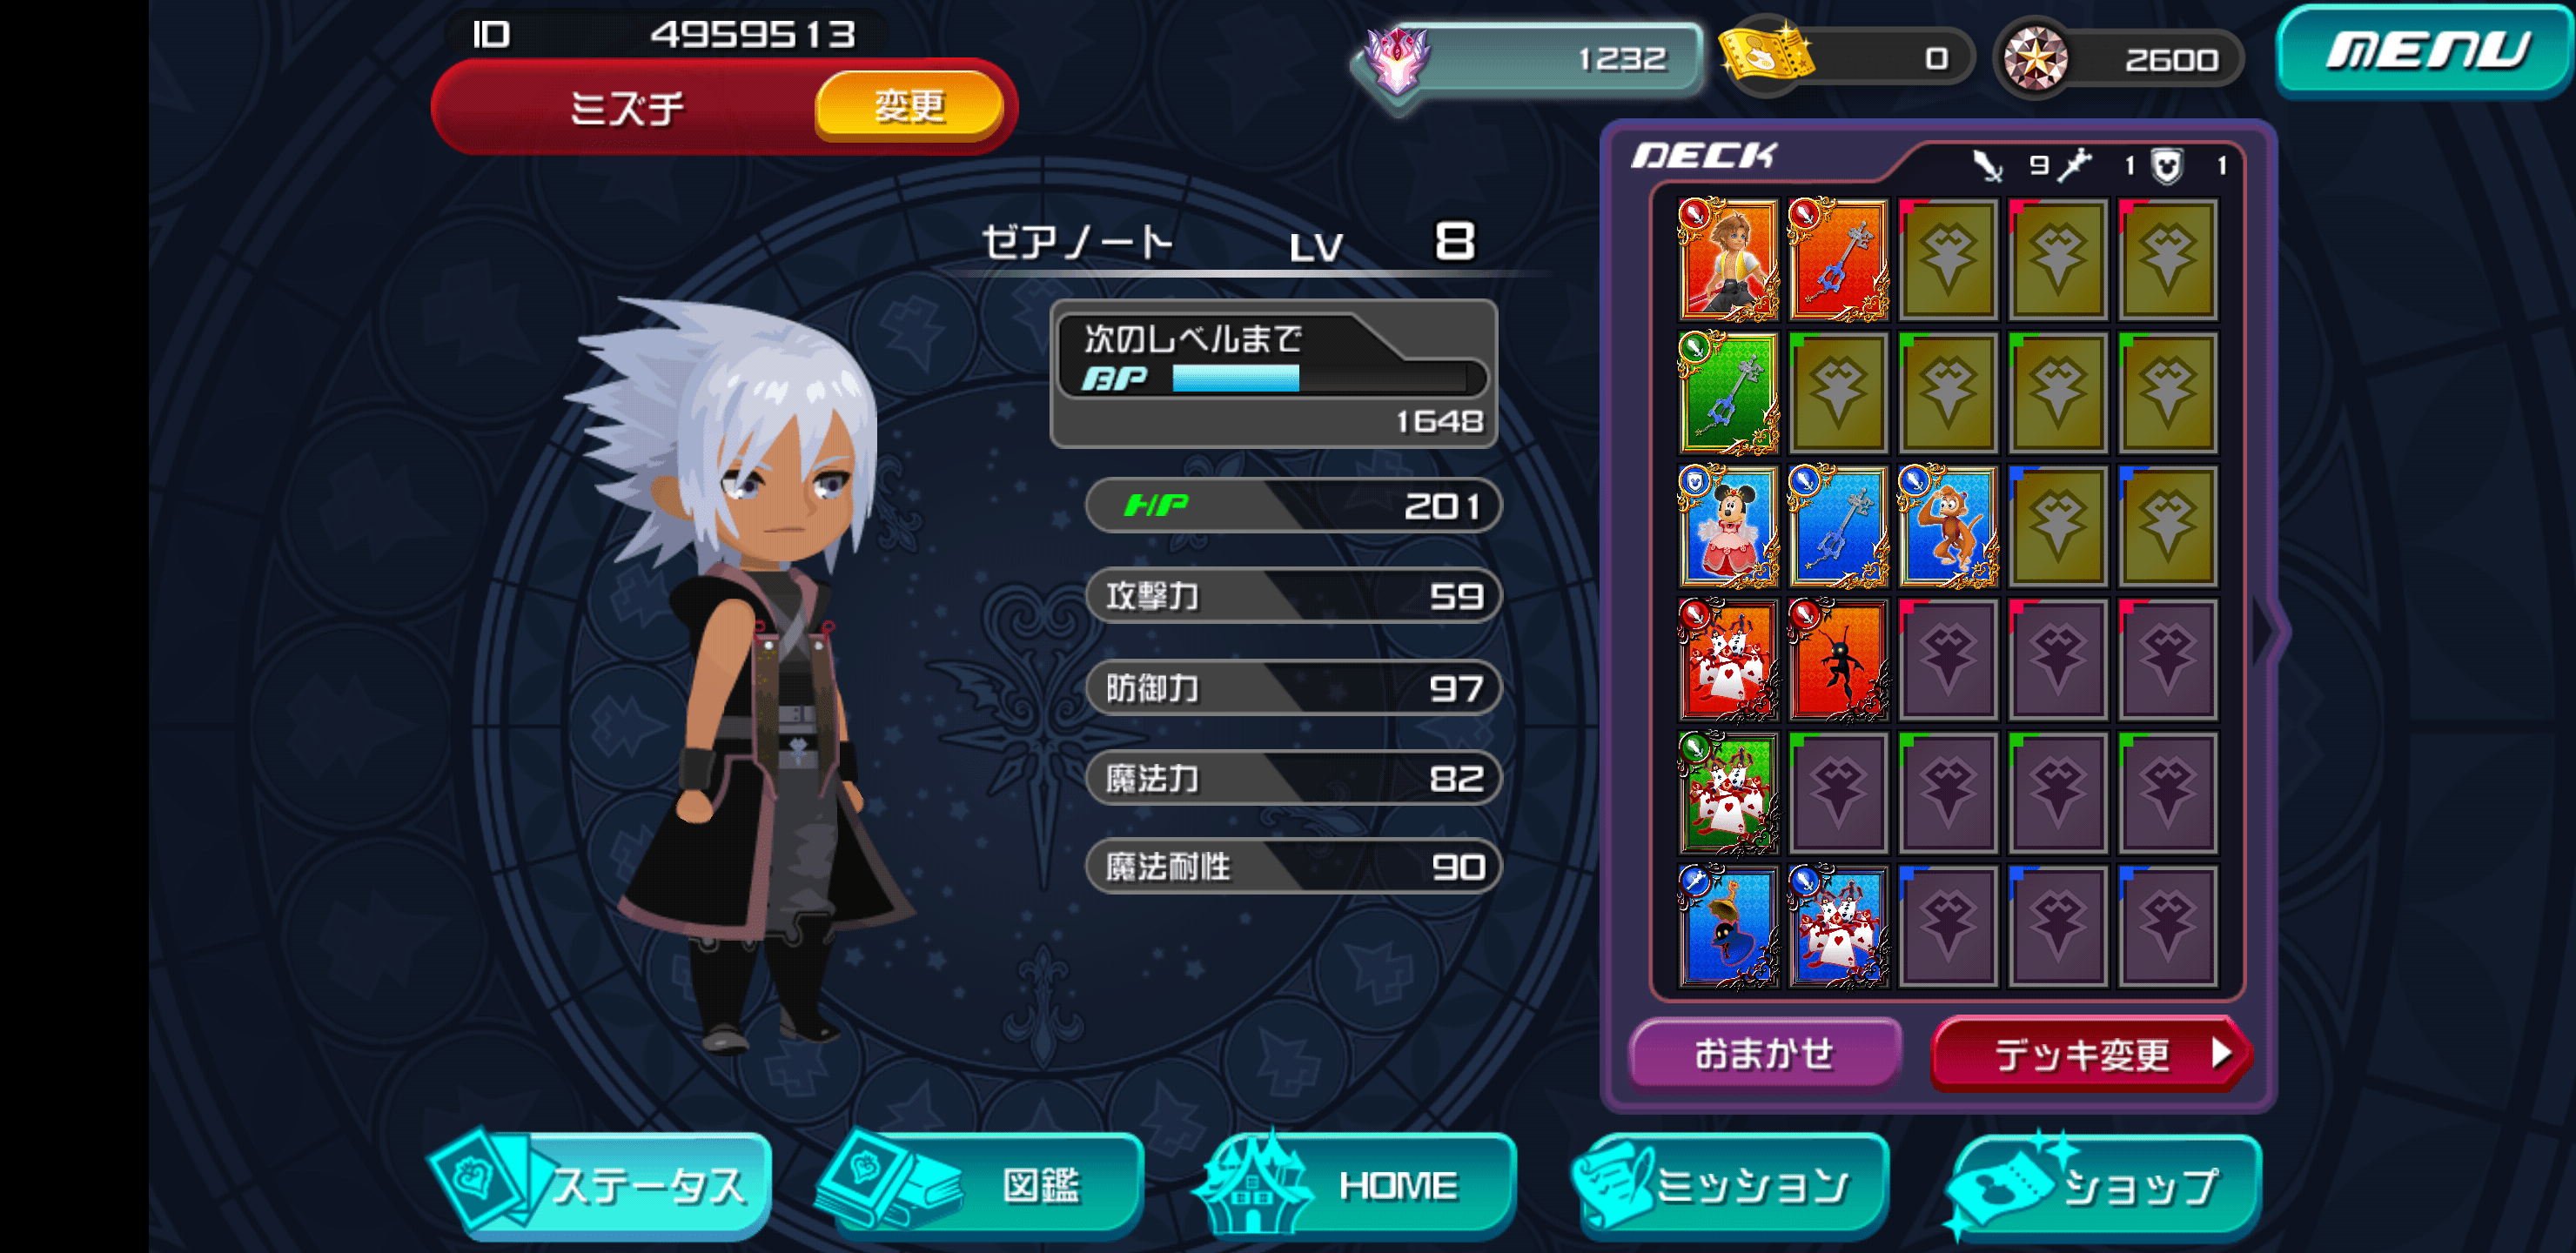 ID 4959513
ミズチ 変更
1232
0
2600
MENU
ゼアノート LV 8
次のレベルまで
BP
1648
HP 201
攻撃力 59
防御力 97
魔法力 82
魔法耐性 90
DECK 9 1 1
おまかせ
デッキ変更
ステータス
図鑑
HOME
ミッション
ショップ